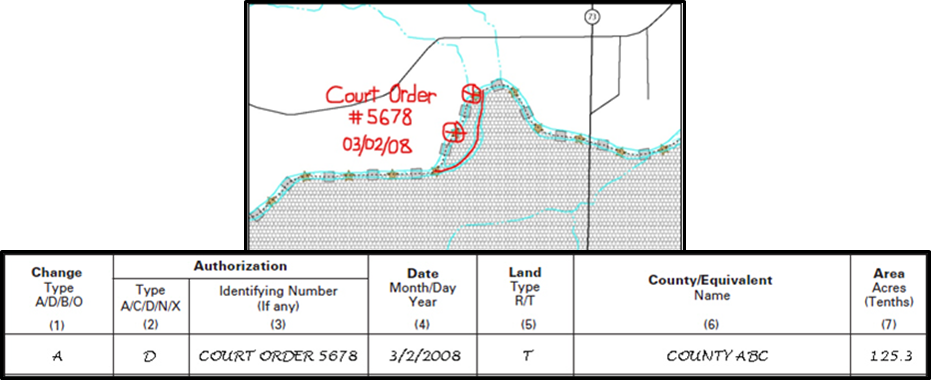 73
Court Order
#5678
03/02/08
Change
Type
A/D/B/O
(1)
Authorization
Type
A/C/D/N/X
(2)
Identifying Number
(If any)
(3)
Date
Month/Day
Year
(4)
Land
Type
R/T
(5)
County/Equivalent
Name
(6)
Area
Acres
(Tenths)
(7)
A D COURT ORDER 5678 3/2/2008 T COUNTY ABC 125.3